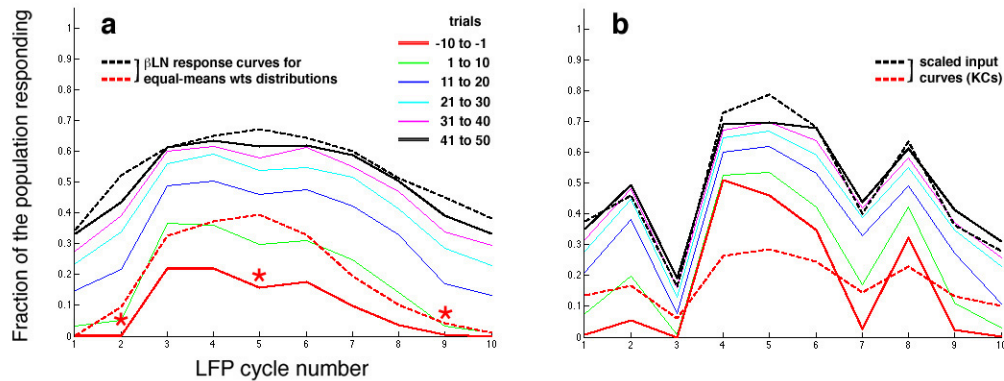 Fraction of the population responding
a
1
0.9
0.8
0.7
0.6
0.5
0.4
0.3
0.2
0.1
0
βLN response curves for
equal-means wts distributions
trials
-10 to -1
1 to 10
11 to 20
21 to 30
31 to 40
41 to 50
* * *
1 2 3 4 5 6 7 8 9 10
LFP cycle number
b
1
0.9
0.8
0.7
0.6
0.5
0.4
0.3
0.2
0.1
0
scaled input
curves (KCs)
1 2 3 4 5 6 7 8 9 10